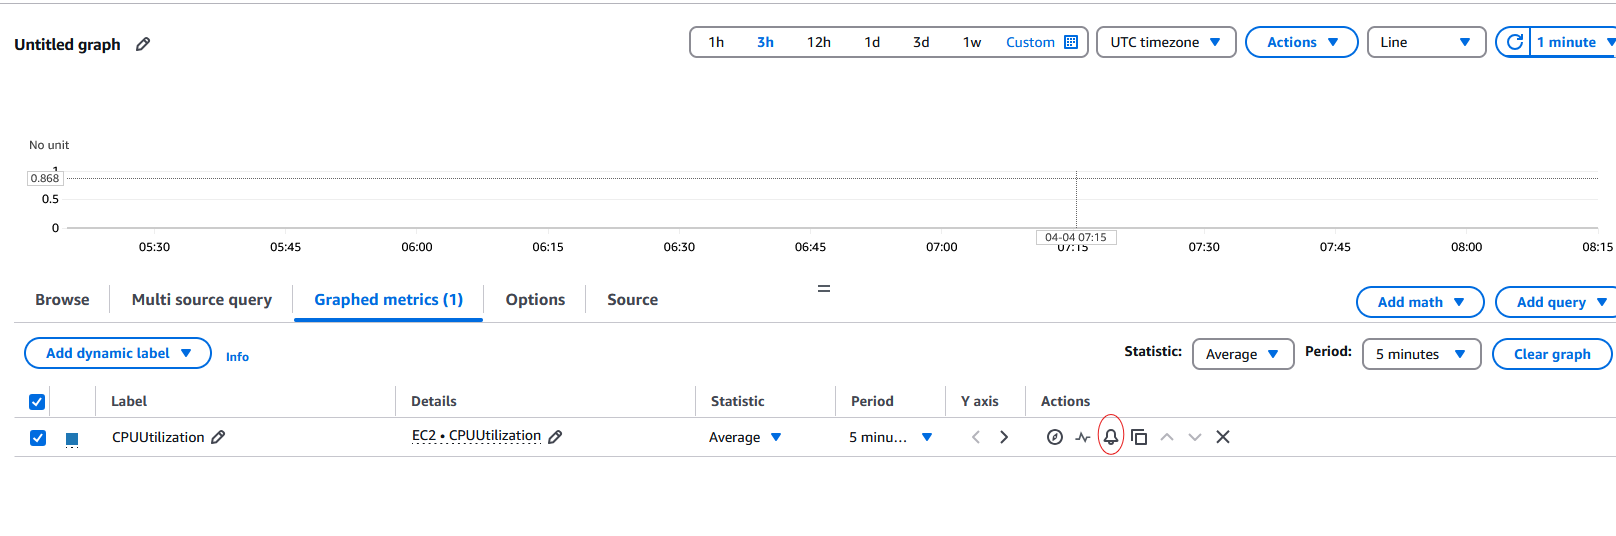 Untitled graph
1h 3h 12h 1d 3d 1w Custom UTC timezone Actions Line 1 minute
No unit
1
0.868
0.5
0
04-04 07:15
05:30 05:45 06:00 06:15 06:30 06:45 07:00 07:15 07:30 07:45 08:00 08:15
Browse Multi source query Graphed metrics (1) Options Source Add math Add query
Add dynamic label Info Statistic: Average Period: 5 minutes Clear graph
Label Details Statistic Period Y axis Actions
CPUUtilization EC2 • CPUUtilization Average 5 minu...